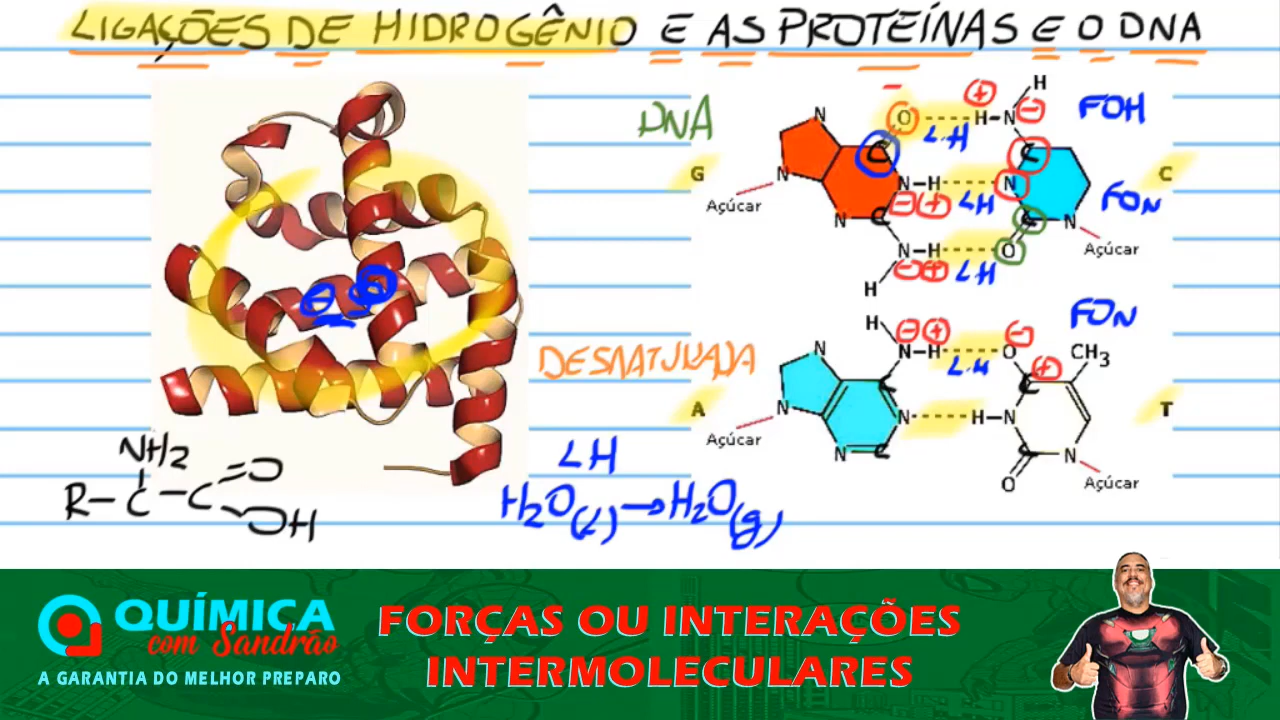 LIGAÇÕES DE HIDROGÊNIO E AS PROTEÍNAS E O DNA
DNA
G
Açúcar
N
N
N
O
H
N
H
N
H
N
H
N
H
O
C
C
C
C
N
N
Açúcar
LH
LH
LH
FOH
FON
C
DESNATURADA
A
Açúcar
N
N
N
N
C
H
N
H
O
N
H
LH
FON
C
CH3
T
N
C
O
N
Açúcar
NH2
R-C-C=O
OH
LH
H2O(l)→H2O(g)
QUÍMICA
com Sandrão
A GARANTIA DO MELHOR PREPARO
FORÇAS OU INTERAÇÕES
INTERMOLECULARES